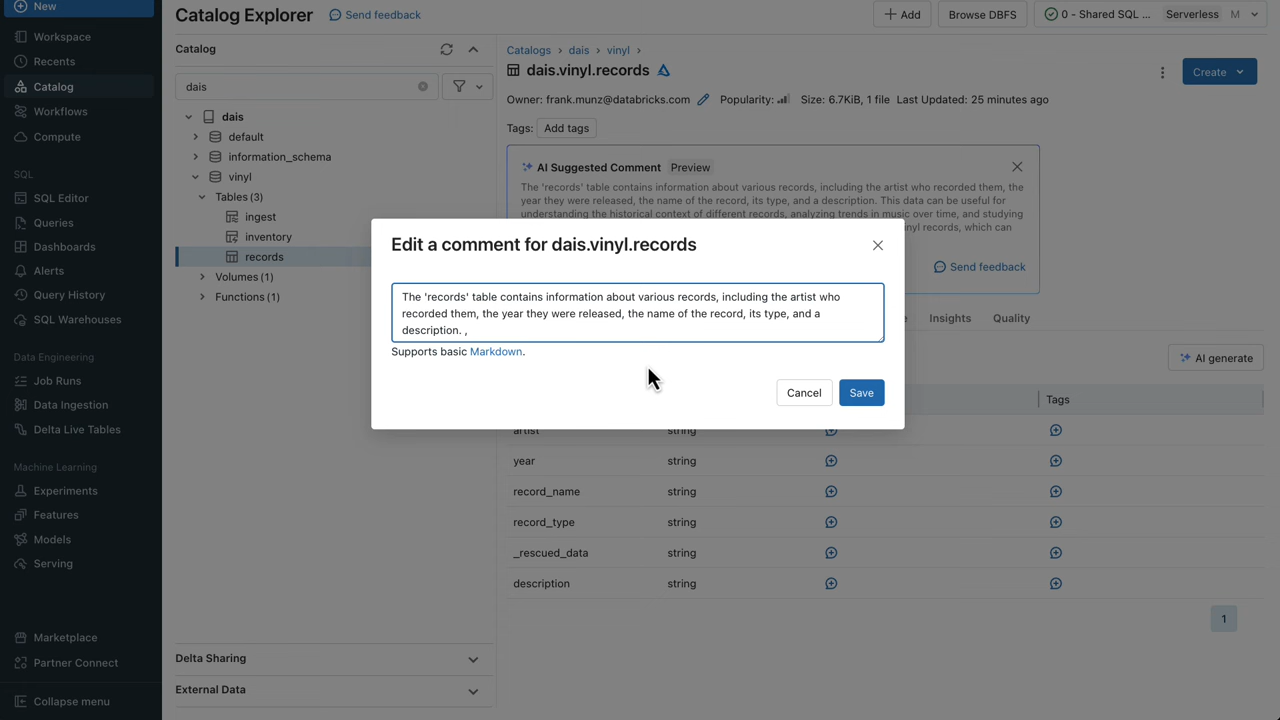 New
Workspace
Recents
Catalog
Workflows
Compute
SQL
SQL Editor
Queries
Dashboards
Alerts
Query History
SQL Warehouses
Data Engineering
Job Runs
Data Ingestion
Delta Live Tables
Machine Learning
Experiments
Features
Models
Serving
Marketplace
Partner Connect
Collapse menu
Catalog Explorer
Send feedback
+ Add
Browse DBFS
0 - Shared SQL ... Serverless M
Catalog
dais
dais
default
information_schema
vinyl
Tables (3)
ingest
inventory
records
Volumes (1)
Functions (1)
Delta Sharing
External Data
Catalogs › dais › vinyl ›
dais.vinyl.records
Create
Owner: frank.munz@databricks.com Popularity: Size: 6.7KiB, 1 file Last Updated: 25 minutes ago
Tags: Add tags
AI Suggested Comment Preview
The 'records' table contains information about various records, including the artist who recorded them, the
year they were released, the name of the record, its type, and a description. This data can be useful for
understanding the historical context of different records, analyzing trends in music over time, and studying
inyl records, which can
Send feedback
Edit a comment for dais.vinyl.records
The 'records' table contains information about various records, including the artist who
recorded them, the year they were released, the name of the record, its type, and a
description. ,
Supports basic Markdown.
Cancel
Save
Insights
Quality
AI generate
Tags
artist string
year string
record_name string
record_type string
_rescued_data string
description string
1